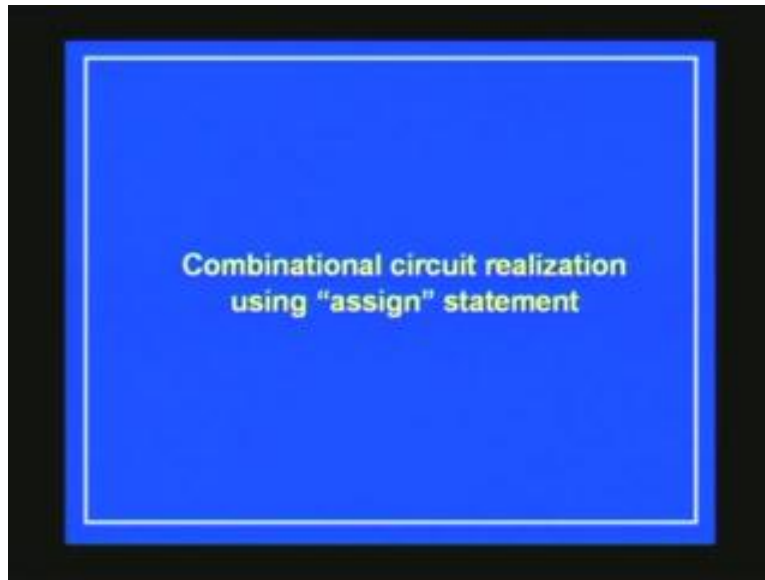 Combinational circuit realization
using “assign” statement